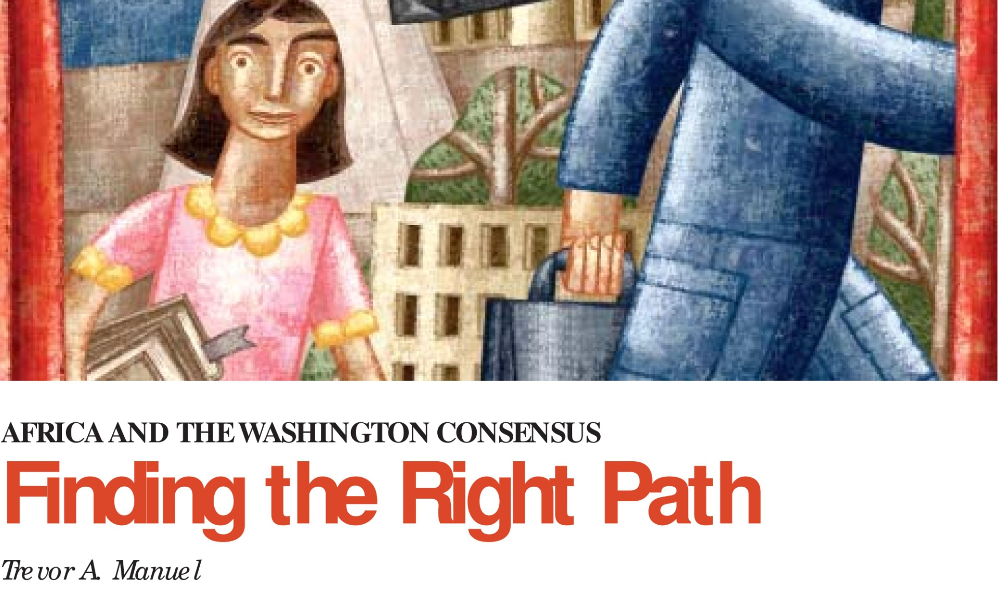 AFRICA AND THE WASHINGTON CONSENSUS
Finding the Right Path
Trevor A. Manuel